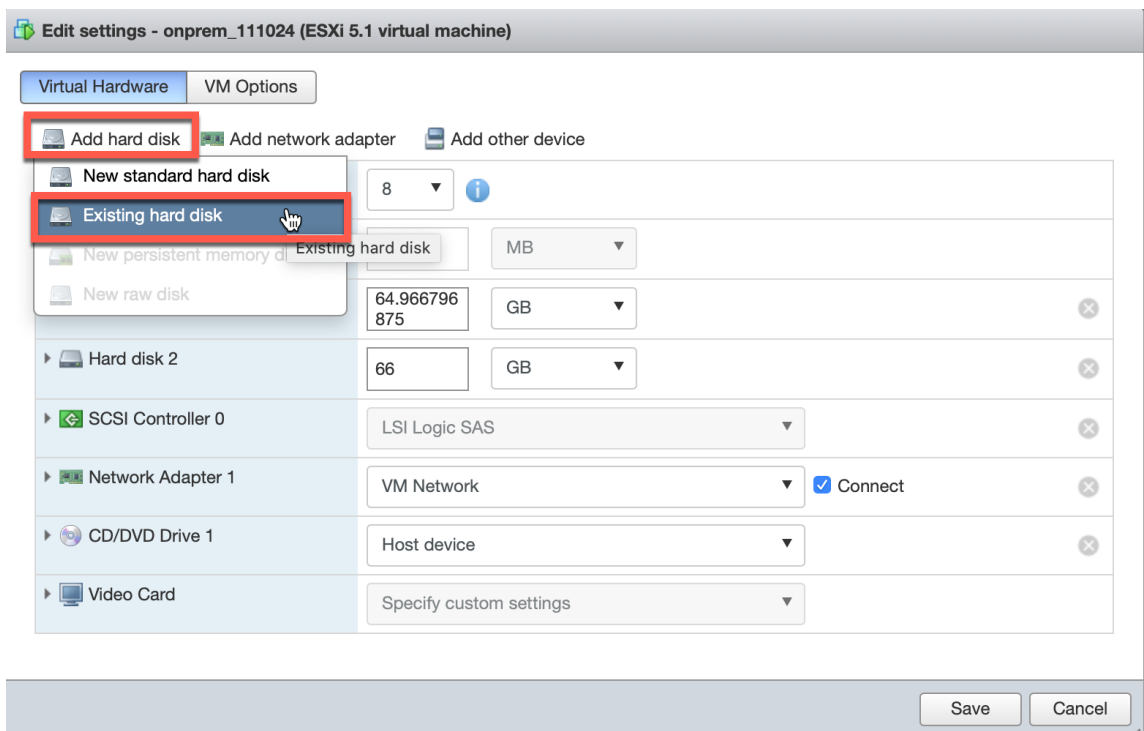 Edit settings - onprem_111024 (ESXi 5.1 virtual machine)
Virtual Hardware
VM Options
Add hard disk
Add network adapter
Add other device
New standard hard disk
8
Existing hard disk
Existing hard disk
MB
New persistent memory
New raw disk
64.966796
875
GB
Hard disk 2
66
GB
SCSI Controller 0
LSI Logic SAS
Network Adapter 1
VM Network
Connect
CD/DVD Drive 1
Host device
Video Card
Specify custom settings
Save
Cancel